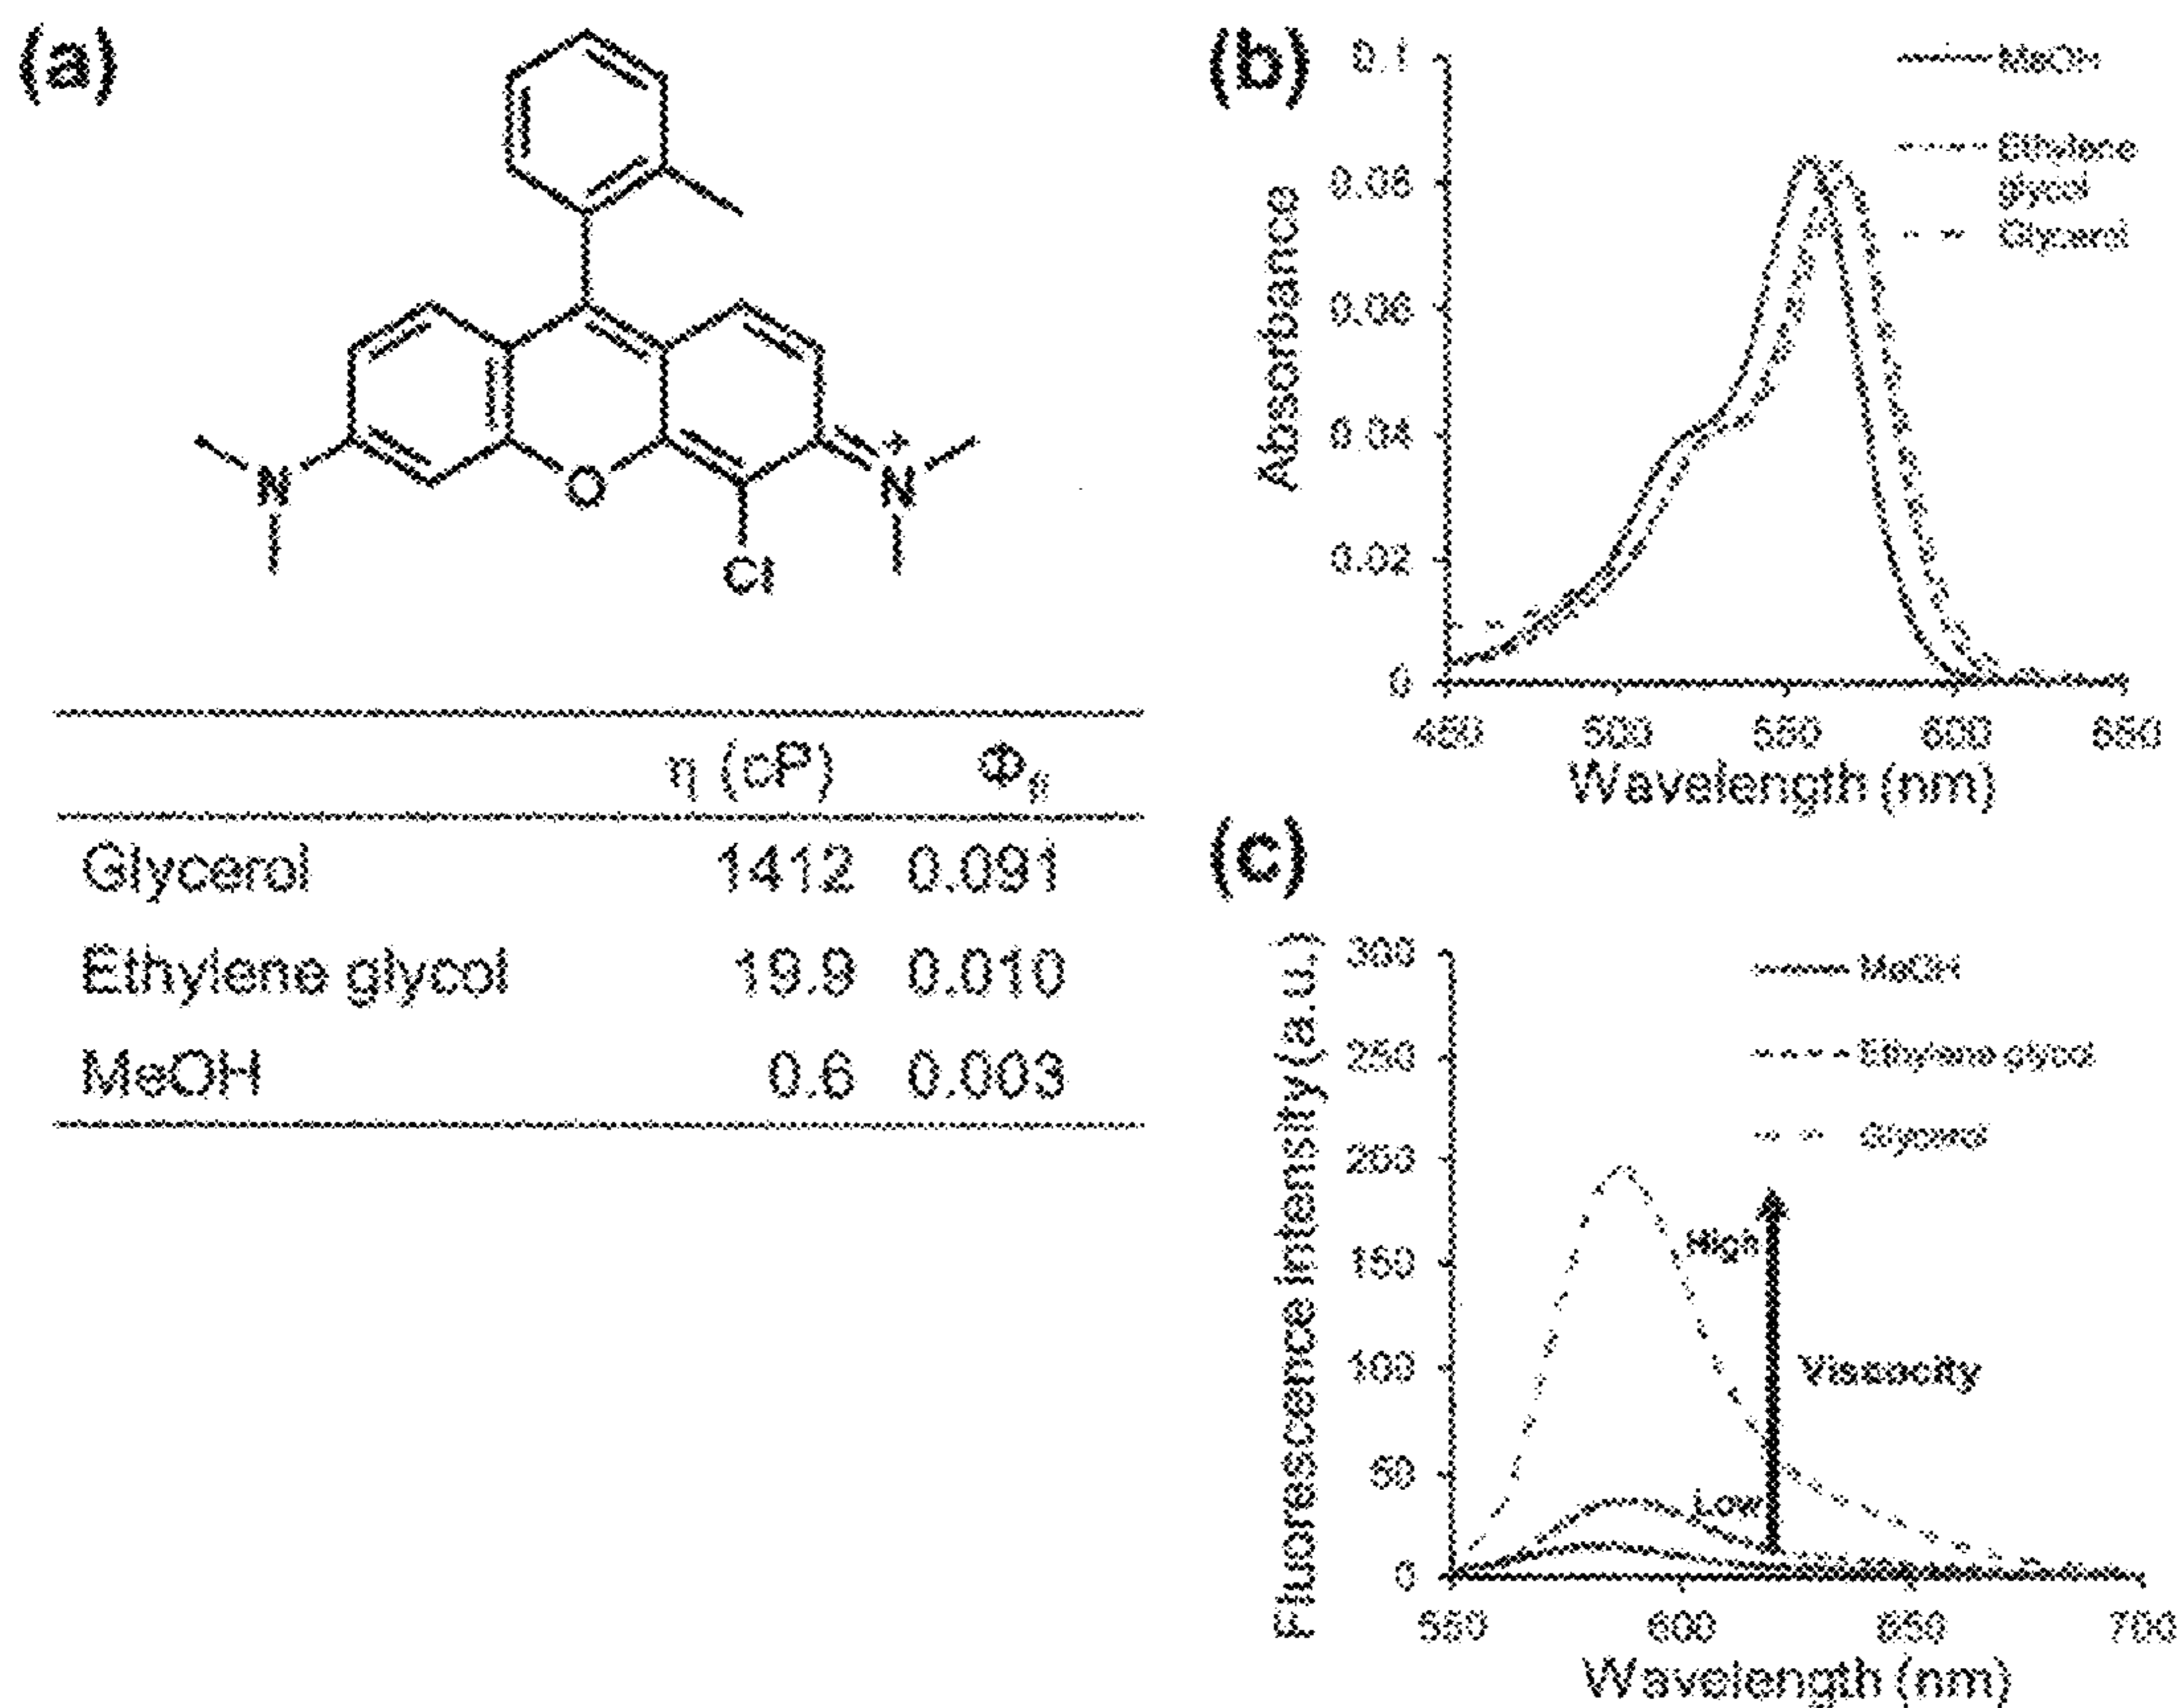 (a)
N
O
Cl
N
+
η (cP) Φfl
Glycerol 1412 0.091
Ethylene glycol 19.9 0.010
MeOH 0.6 0.003
(b)
Absorbance
0.1
0.08
0.06
0.04
0.02
0
450 500 550 600 650
Wavelength (nm)
MeOH
Ethylene
glycol
Glycerol
(c)
Fluorescence intensity (a.u.)
300
250
200
150
100
50
0
550 600 650 700
Wavelength (nm)
MeOH
Ethylene glycol
Glycerol
High
Viscocity
Low